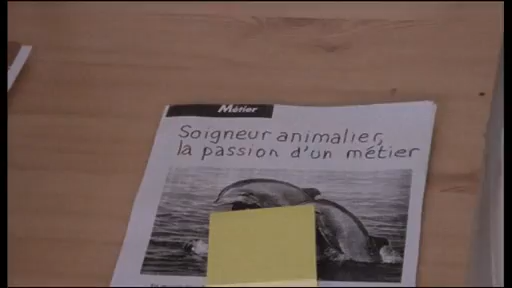 Métier
Soigneur animalier,
la passion d'un métier